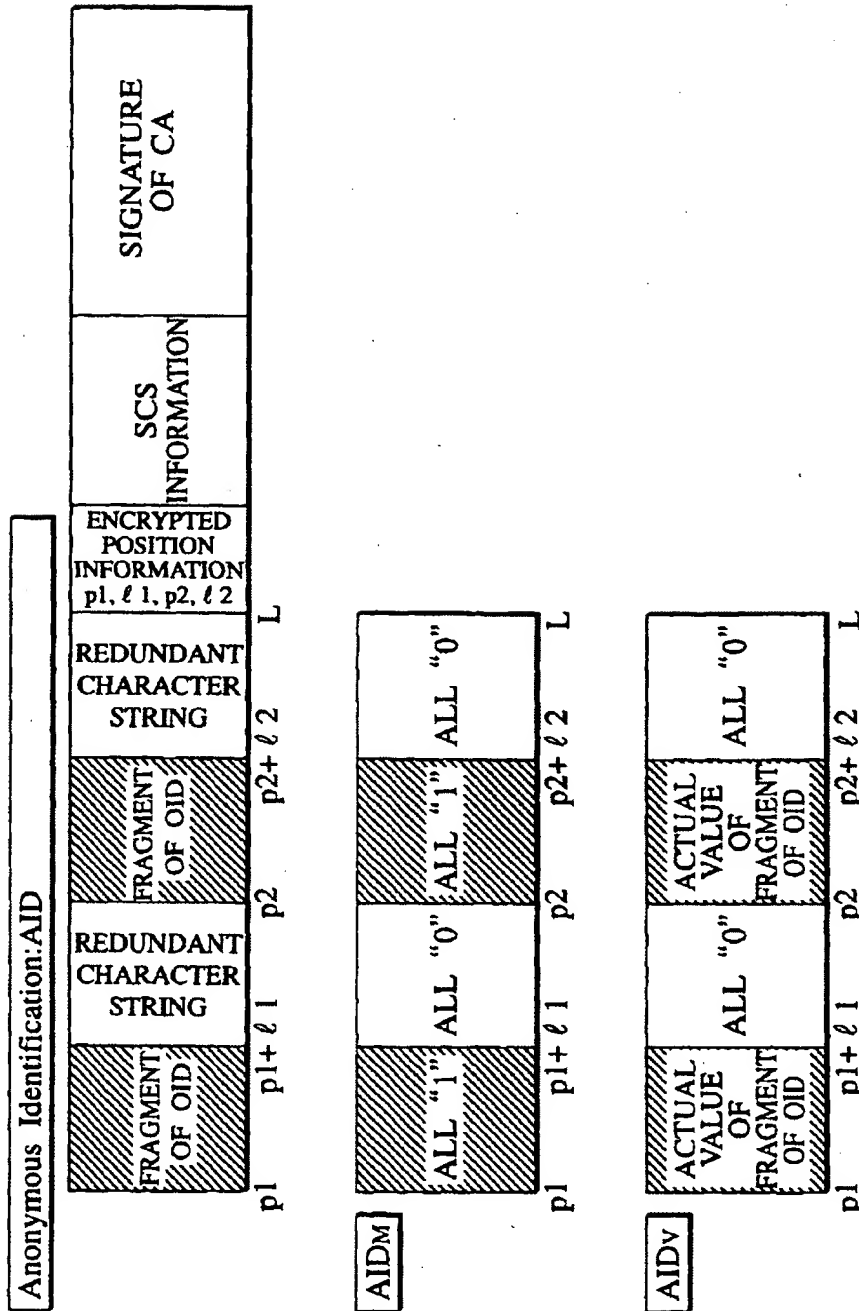 Anonymous Identification:AID
FRAGMENT
OF OID
REDUNDANT
CHARACTER
STRING
FRAGMENT
OF OID
REDUNDANT
CHARACTER
STRING
ENCRYPTED
POSITION
INFORMATION
p1, ℓ 1, p2, ℓ 2
SCS
INFORMATION
SIGNATURE
OF CA
p1 p1+ ℓ 1 p2 p2+ ℓ 2 L
AIDM
ALL "1" ALL "0" ALL "1" ALL "0"
p1 p1+ ℓ 1 p2 p2+ ℓ 2 L
AIDV
ACTUAL
VALUE
OF
FRAGMENT
OF OID
ALL "0"
ACTUAL
VALUE
OF
FRAGMENT
OF OID
ALL "0"
p1 p1+ ℓ 1 p2 p2+ ℓ 2 L